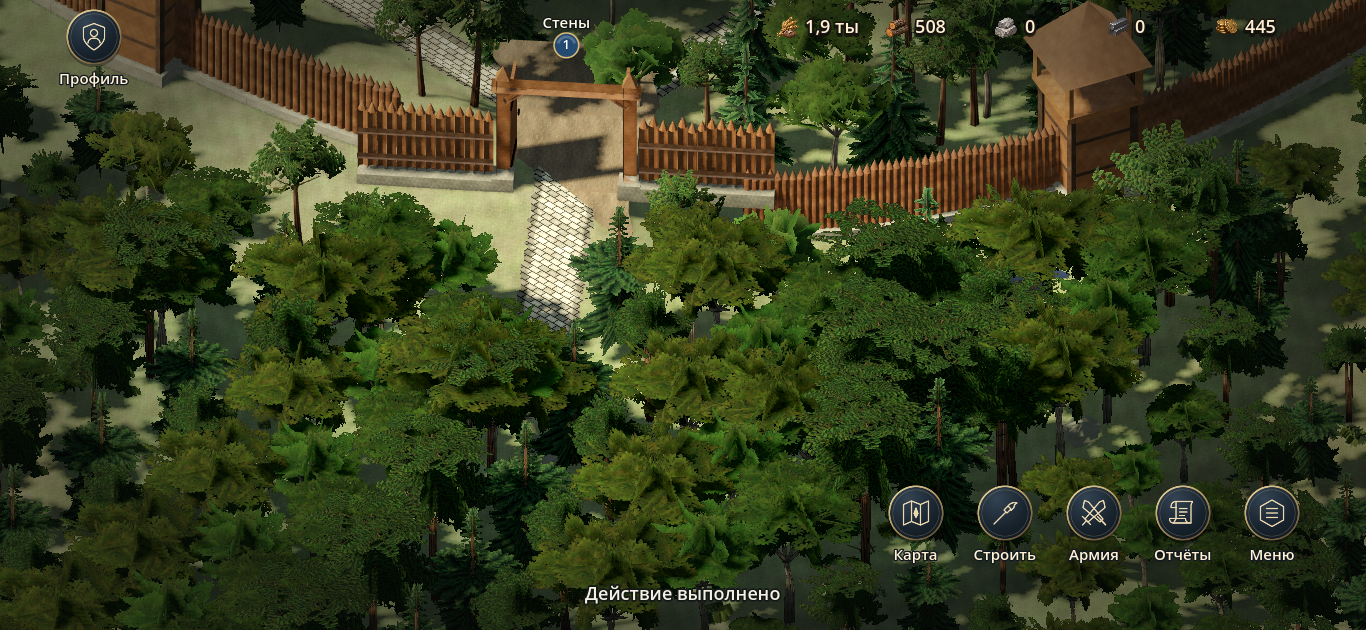 Профиль
Стены
1
1,9 ты
508
0
0
445
Карта
Строить
Армия
Отчёты
Меню
Действие выполнено